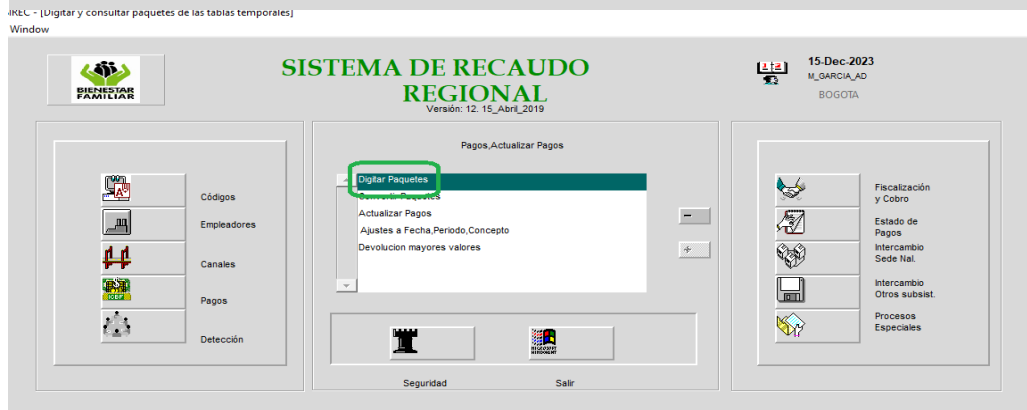 SIREC - [Digitar y consultar paquetes de las tablas temporales]
Window
BIENESTAR
FAMILIAR
SISTEMA DE RECAUDO
REGIONAL
Versión: 12. 15_Abril_2019
15-Dec-2023
M_GARCIA_AD
BOGOTA
Códigos
Empleadores
Canales
Pagos
Detección
Pagos,Actualizar Pagos
Digitar Paquetes
Convertir Paquetes
Actualizar Pagos
Ajustes a Fecha,Periodo,Concepto
Devolucion mayores valores
Seguridad
Salir
Fiscalización
y Cobro
Estado de
Pagos
Intercambio
Sede Nal.
Intercambio
Otros subsist.
Procesos
Especiales